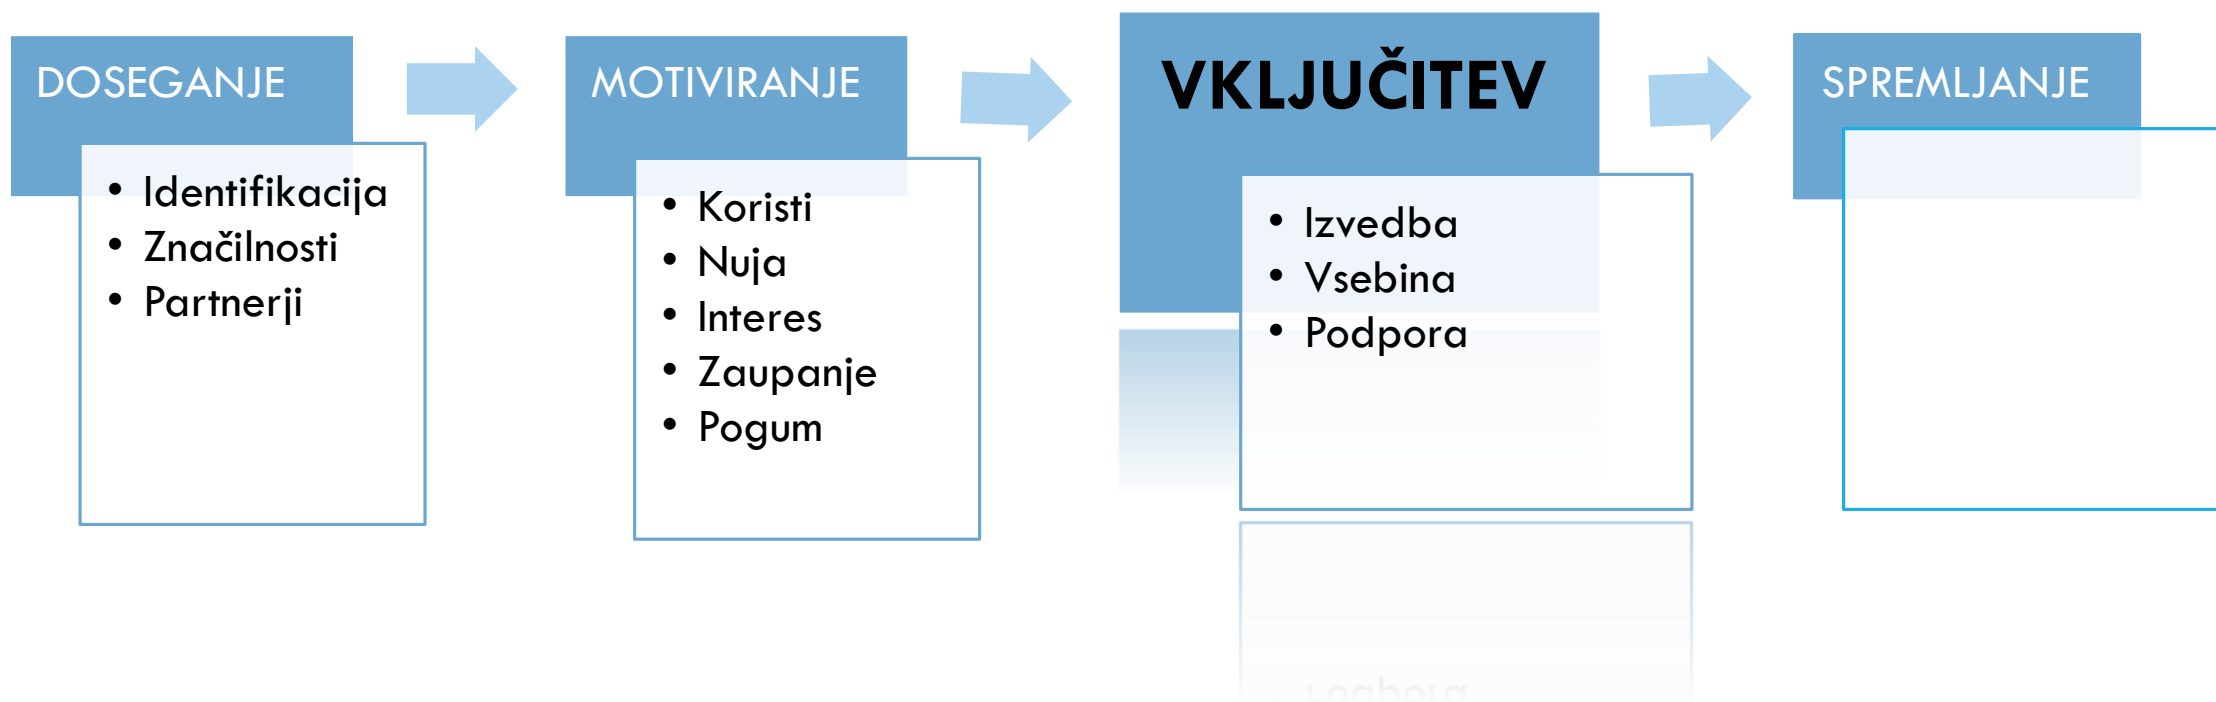 DOSEGANJE
• Identifikacija
• Značilnosti
• Partnerji
MOTIVIRANJE
• Koristi
• Nuja
• Interes
• Zaupanje
• Pogum
VKLJUČITEV
• Izvedba
• Vsebina
• Podpora
SPREMLJANJE